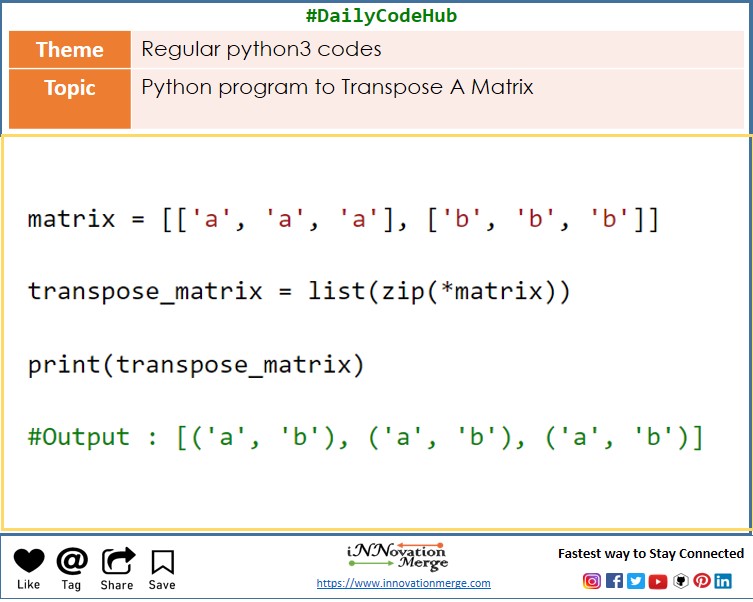 #DailyCodeHub
Theme
Regular python3 codes
Topic
Python program to Transpose A Matrix
matrix = [['a', 'a', 'a'], ['b', 'b', 'b']]
transpose_matrix = list(zip(*matrix))
print(transpose_matrix)
#Output : [('a', 'b'), ('a', 'b'), ('a', 'b')]
Like
Tag
Share
Save
iNNovation
Merge
https://www.innovationmerge.com
Fastest way to Stay Connected